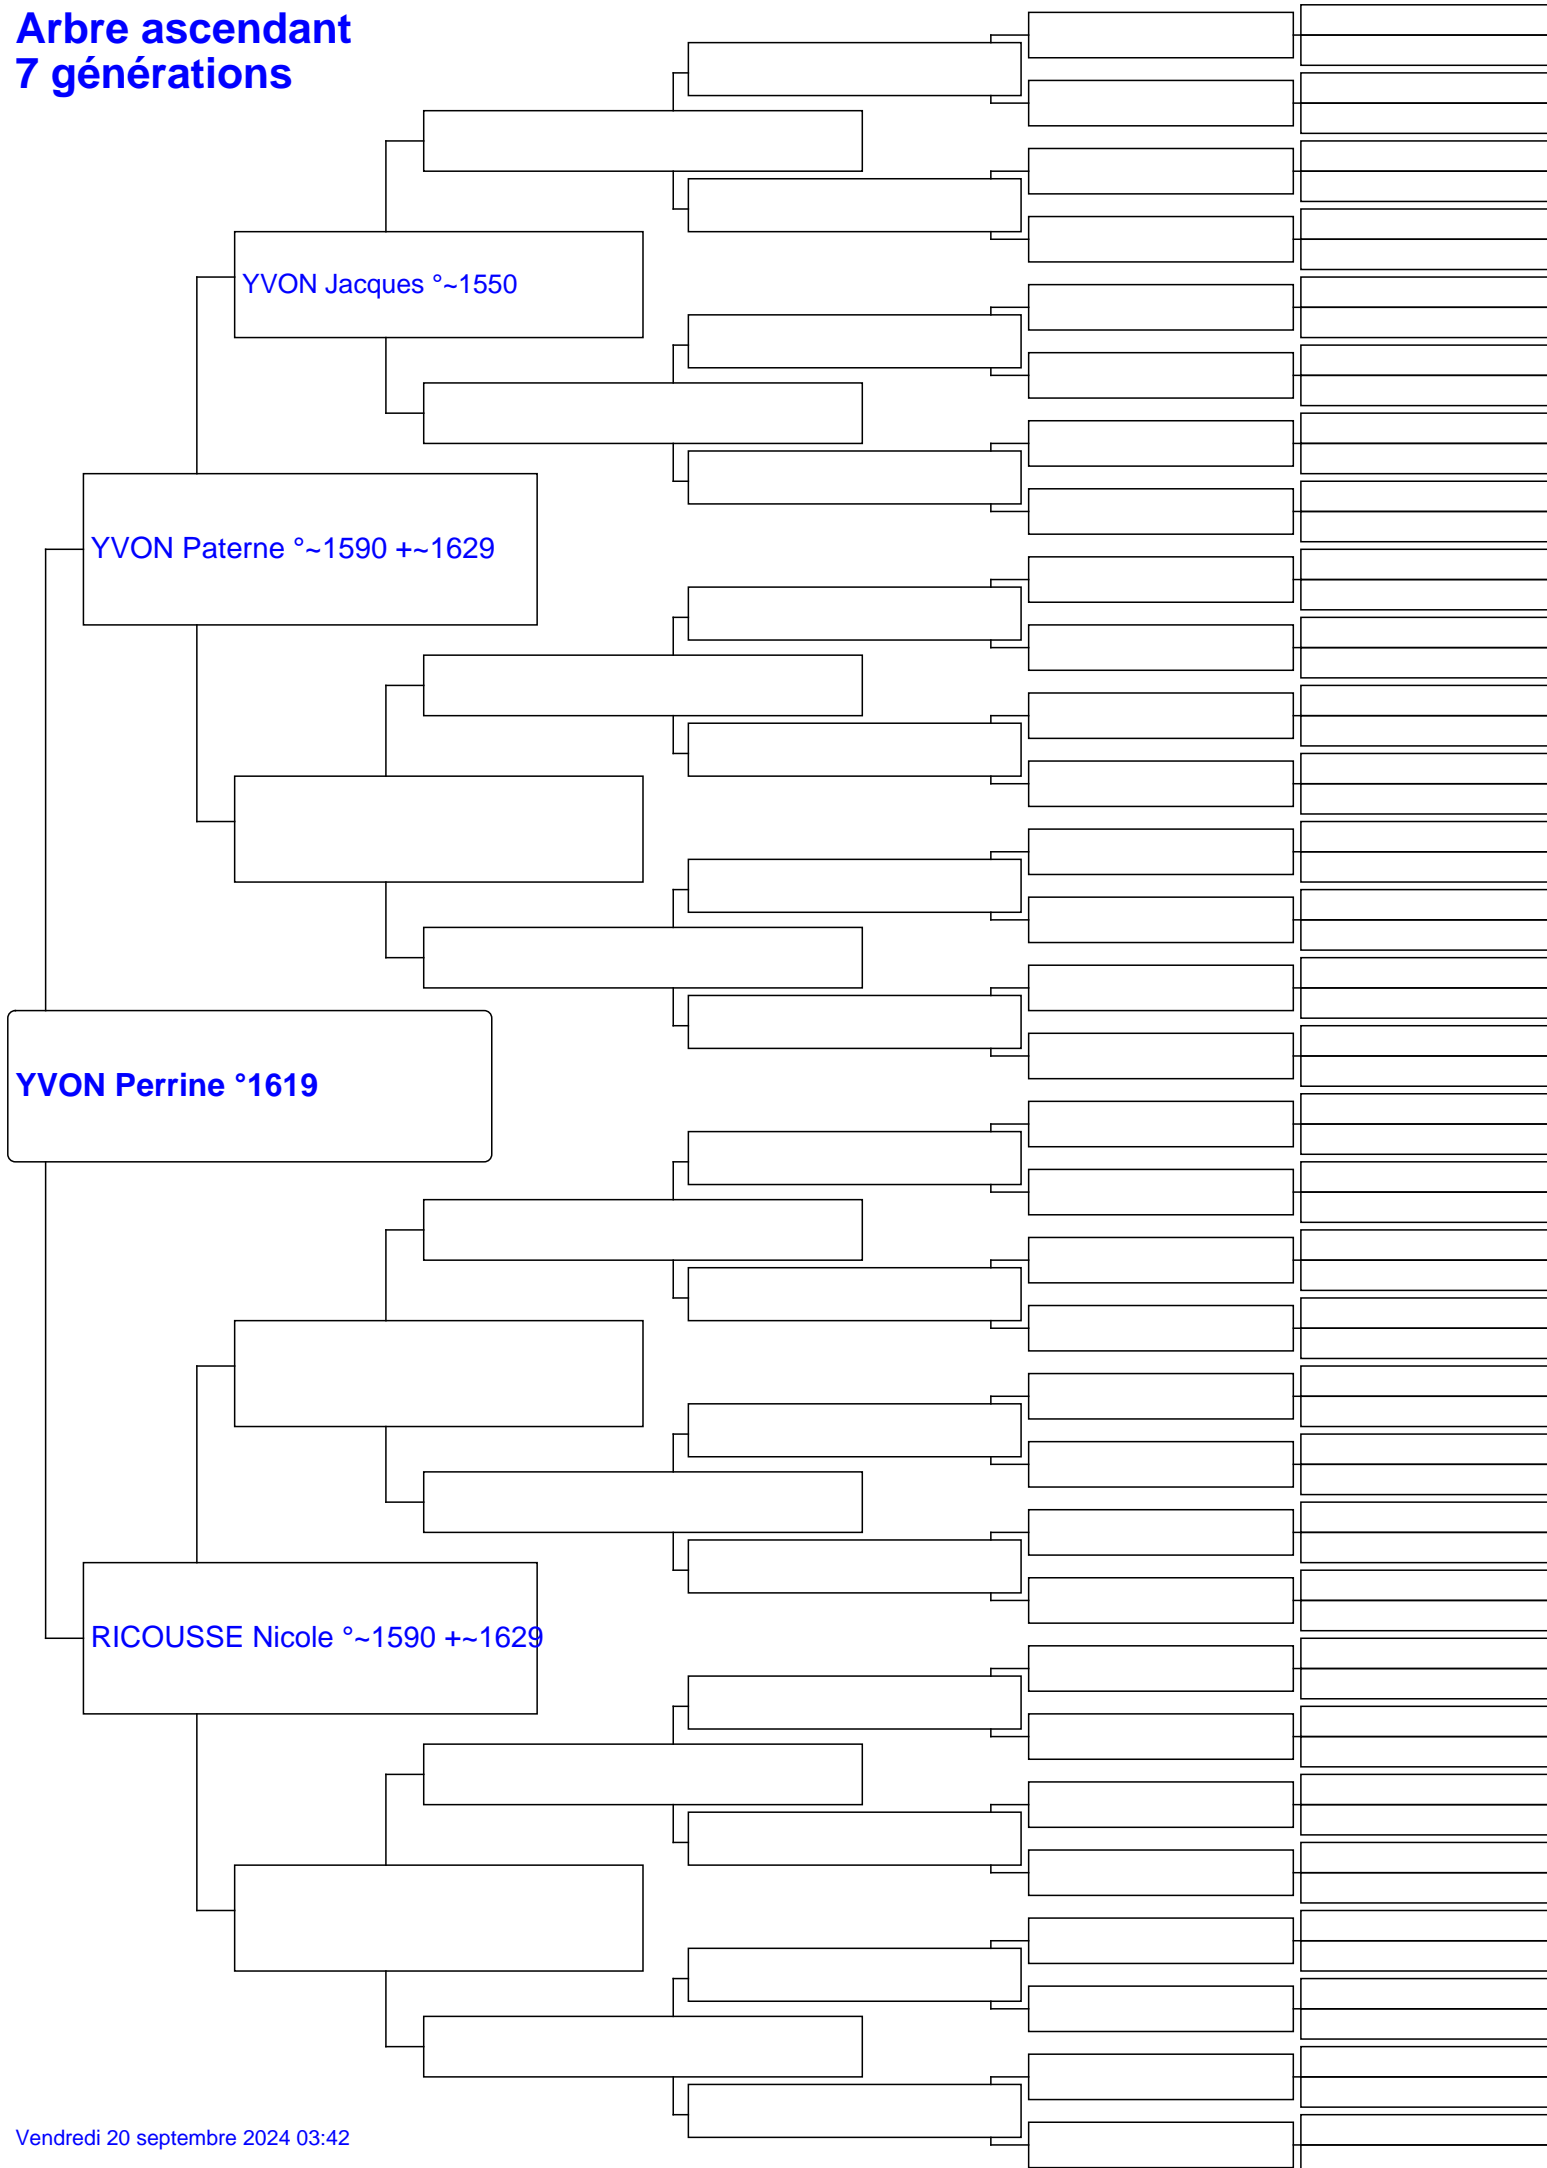 Arbre ascendant
7 générations
YVON Jacques °~1550
YVON Paterne °~1590 +~1629
YVON Perrine °1619
RICOUSSE Nicole °~1590 +~1629
Vendredi 20 septembre 2024 03:42